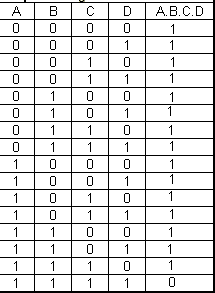 A B C D A.B.C.D
0 0 0 0 1
0 0 0 1 1
0 0 1 0 1
0 0 1 1 1
0 1 0 0 1
0 1 0 1 1
0 1 1 0 1
0 1 1 1 1
1 0 0 0 1
1 0 0 1 1
1 0 1 0 1
1 0 1 1 1
1 1 0 0 1
1 1 0 1 1
1 1 1 0 1
1 1 1 1 0